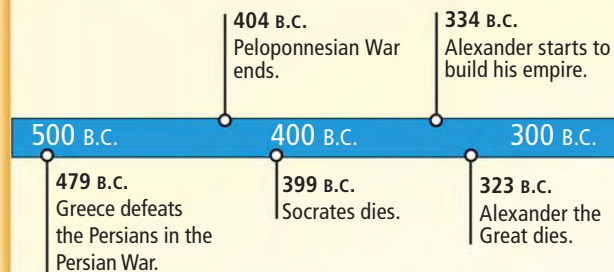 404 B.C.
Peloponnesian War
ends.
334 B.C.
Alexander starts to
build his empire.
500 B.C.
400 B.C.
300 B.C.
479 B.C.
Greece defeats
the Persians in the
Persian War.
399 B.C.
Socrates dies.
323 B.C.
Alexander the
Great dies.